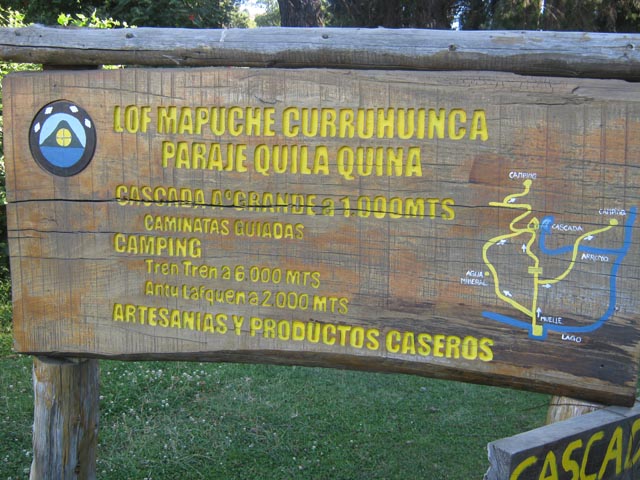 LOF MAPUCHE CURRUHUINCA
PARAJE QUILA QUINA
CASCADA Aº GRANDE a 1.000MTS
CAMINATAS GUIADAS
CAMPING
Tren Tren a 6.000 MTS
Antu Lafquen a 2.000 MTS
ARTESANIAS Y PRODUCTOS CASEROS
CAMPING
CASCADA
CAMPING
ARROYO
AGUA
MINERAL
MUELLE
LAGO
CASCADA